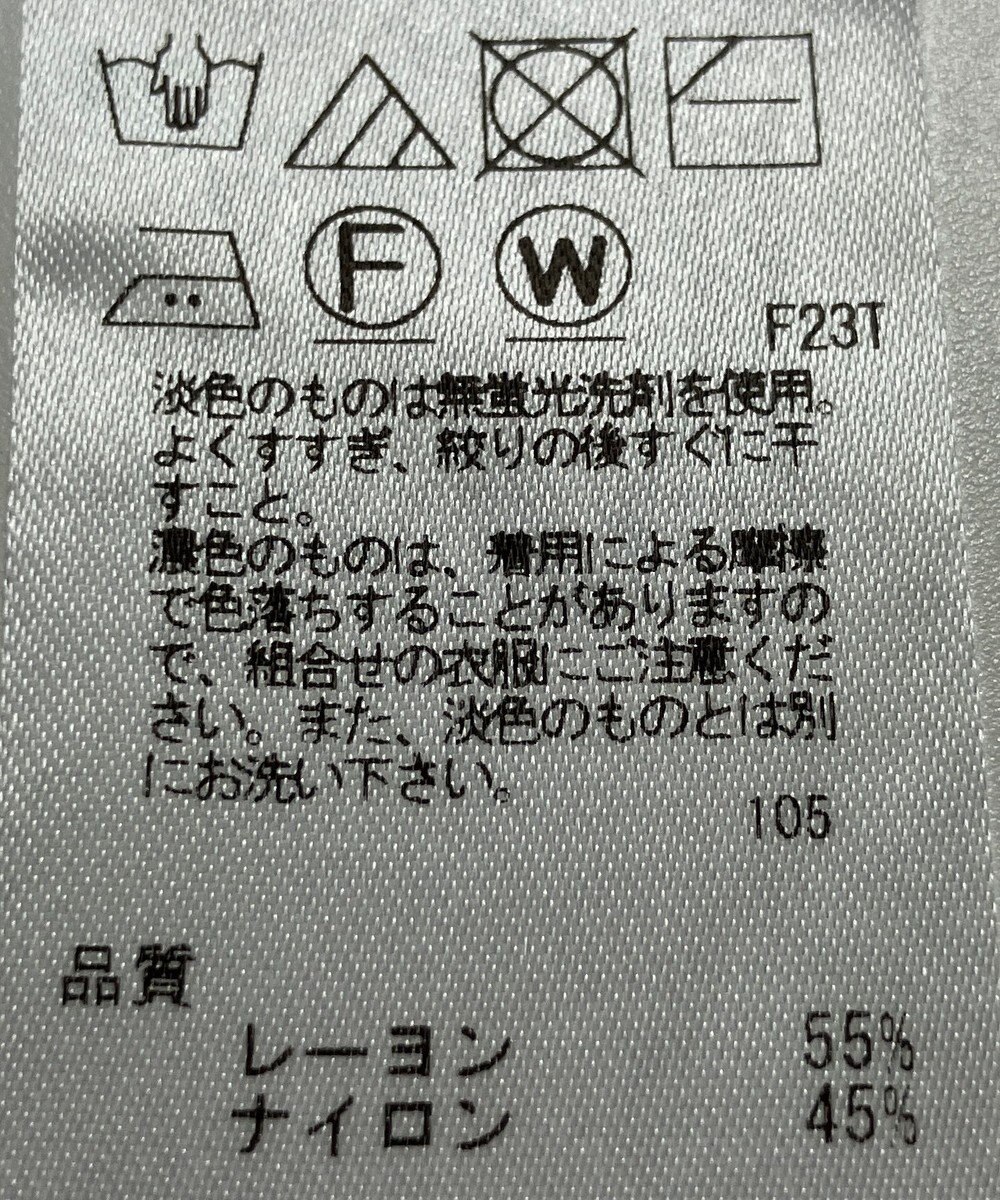 F W
F23T
淡色のものは無蛍光洗剤を使用。
よくすすぎ、絞りの後すぐに干
すこと。
濃色のものは、着用による摩擦
で色落ちすることがありますの
で、組合せの衣服にご注意くだ
さい。また、淡色のものとは別
にお洗い下さい。
105
品質
レーヨン 55%
ナイロン 45%